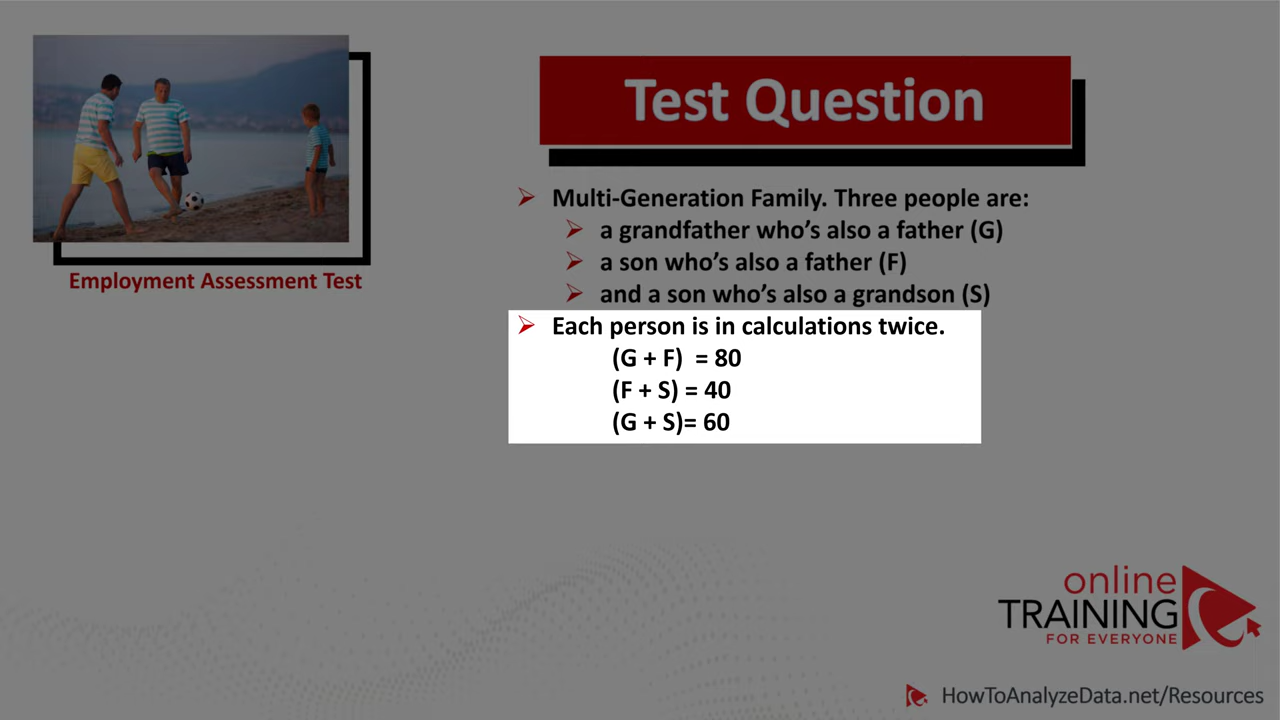 Test Question
Employment Assessment Test
➢ Multi-Generation Family. Three people are:
➢ a grandfather who's also a father (G)
➢ a son who's also a father (F)
➢ and a son who's also a grandson (S)
➢ Each person is in calculations twice.
(G + F) = 80
(F + S) = 40
(G + S)= 60
online
TRAINING
FOR EVERYONE
HowToAnalyzeData.net/Resources